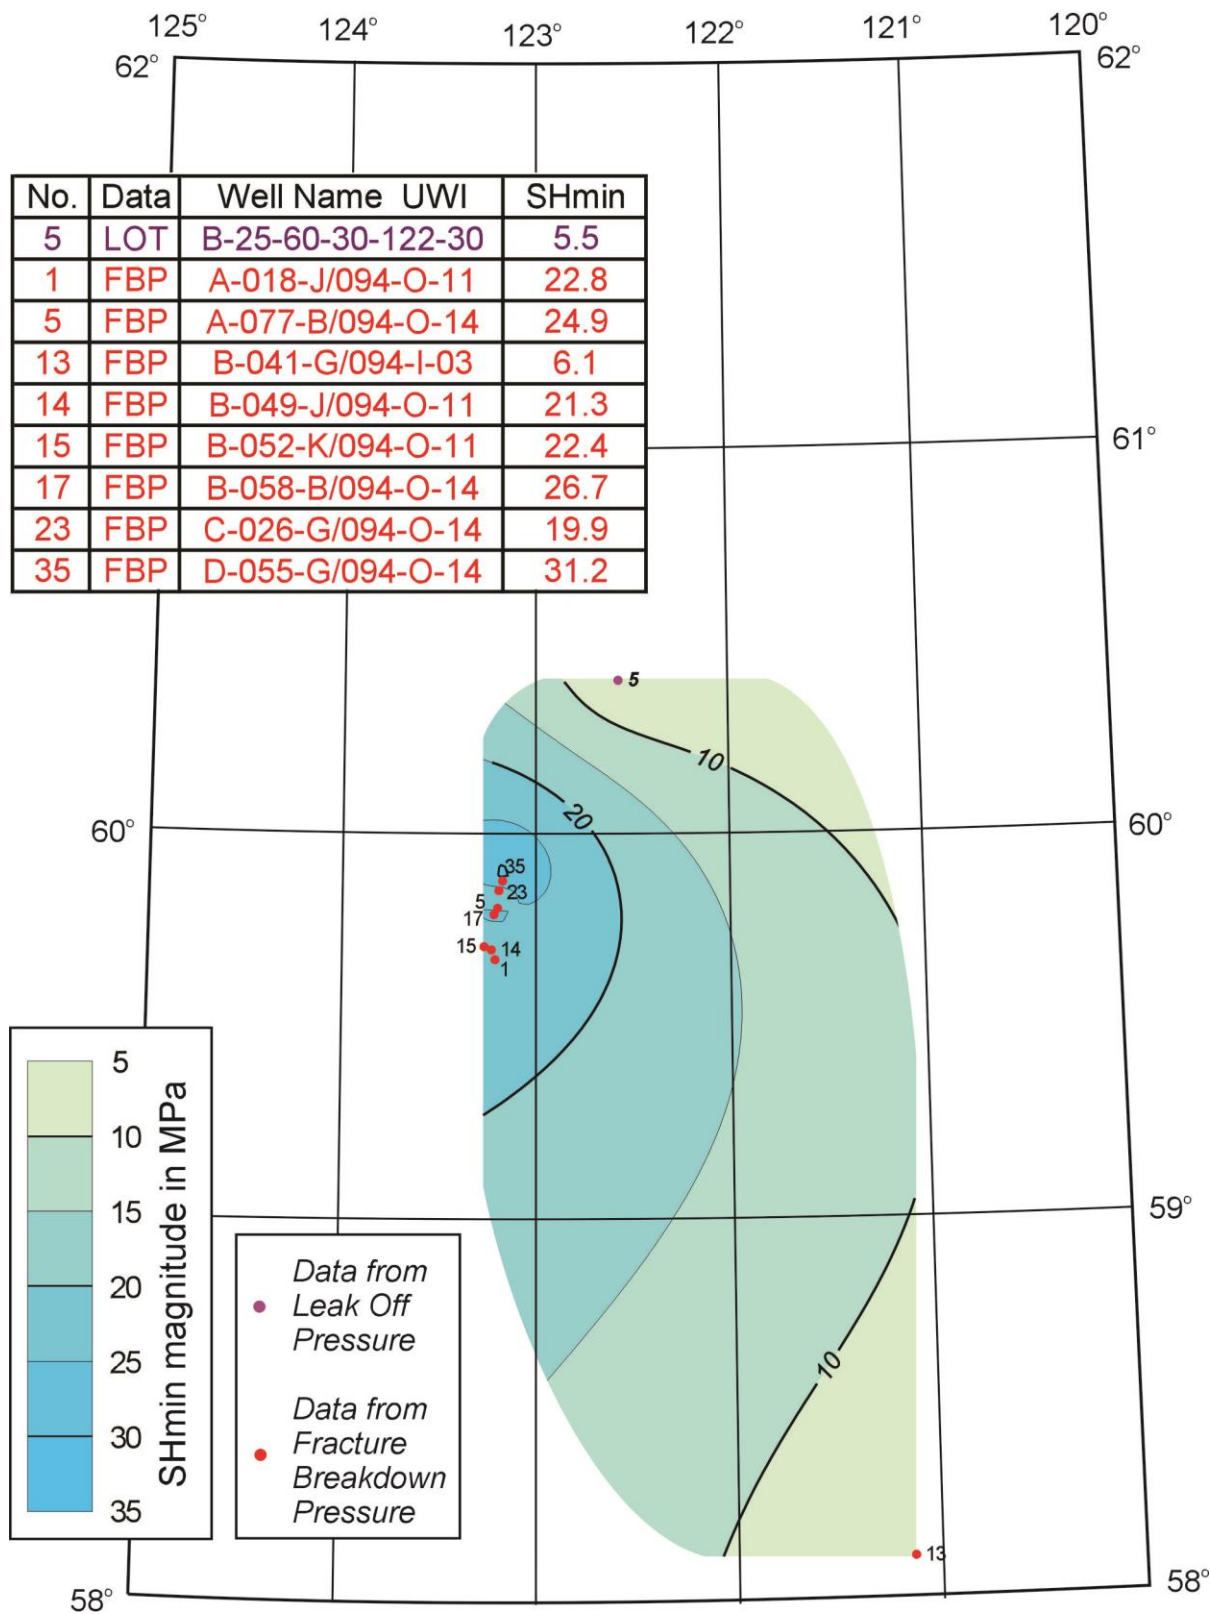 125° 124° 123° 122° 121° 120°
62° 62°
No. Data Well Name UWI SHmin
5 LOT B-25-60-30-122-30 5.5
1 FBP A-018-J/094-O-11 22.8
5 FBP A-077-B/094-O-14 24.9
13 FBP B-041-G/094-I-03 6.1
14 FBP B-049-J/094-O-11 21.3
15 FBP B-052-K/094-O-11 22.4
17 FBP B-058-B/094-O-14 26.7
23 FBP C-026-G/094-O-14 19.9
35 FBP D-055-G/094-O-14 31.2
61°
5
10
20
60° 60°
35
23
5
17
15 14
1
5
10
15
20
25
30
35
SHmin magnitude in MPa
59°
Data from
Leak Off
Pressure
Data from
Fracture
Breakdown
Pressure
10
13
58° 58°